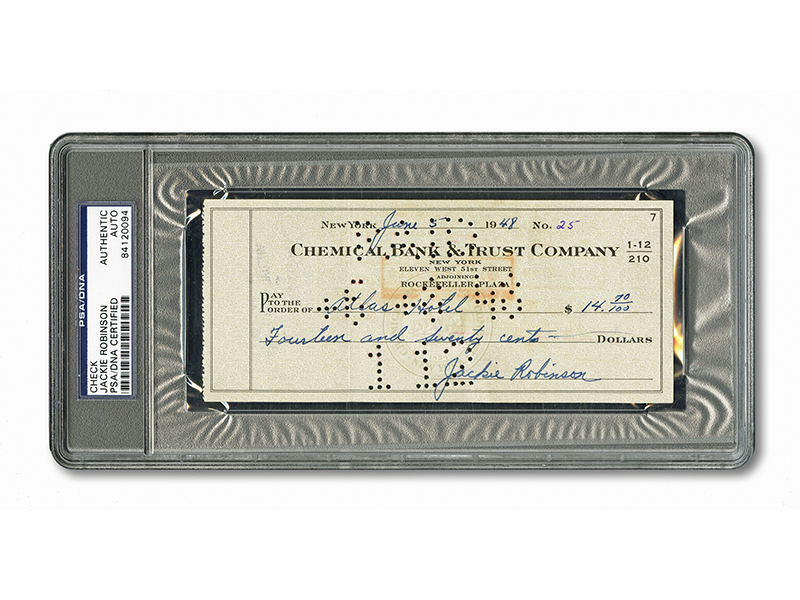 PSA/DNA
CHECK
JACKIE ROBINSON
PSA/DNA CERTIFIED
AUTHENTIC
AUTO
84120094
7
NEW YORK June 5 1948 No. 25
CHEMICAL BANK & TRUST COMPANY 1-12
210
NEW YORK
ELEVEN WEST 51ST STREET
ADJOINING
ROCKEFELLER PLAZA
PAY
TO THE
ORDER OF Atlas Hotel $ 14. 70/100
Fourteen and seventy cents — DOLLARS
Jackie Robinson